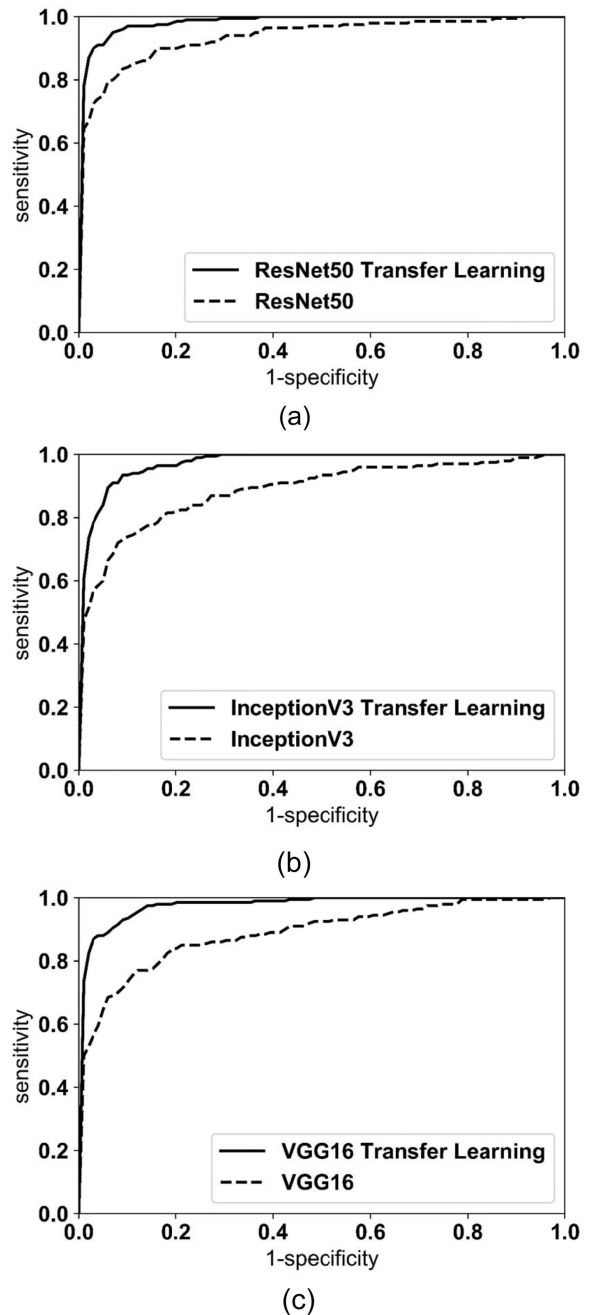 1.0
0.8
0.6
0.4
0.2
0.0
sensitivity
ResNet50 Transfer Learning
ResNet50
0.0 0.2 0.4 0.6 0.8 1.0
1-specificity
(a)
1.0
0.8
0.6
0.4
0.2
0.0
sensitivity
InceptionV3 Transfer Learning
InceptionV3
0.0 0.2 0.4 0.6 0.8 1.0
1-specificity
(b)
1.0
0.8
0.6
0.4
0.2
0.0
sensitivity
VGG16 Transfer Learning
VGG16
0.0 0.2 0.4 0.6 0.8 1.0
1-specificity
(c)